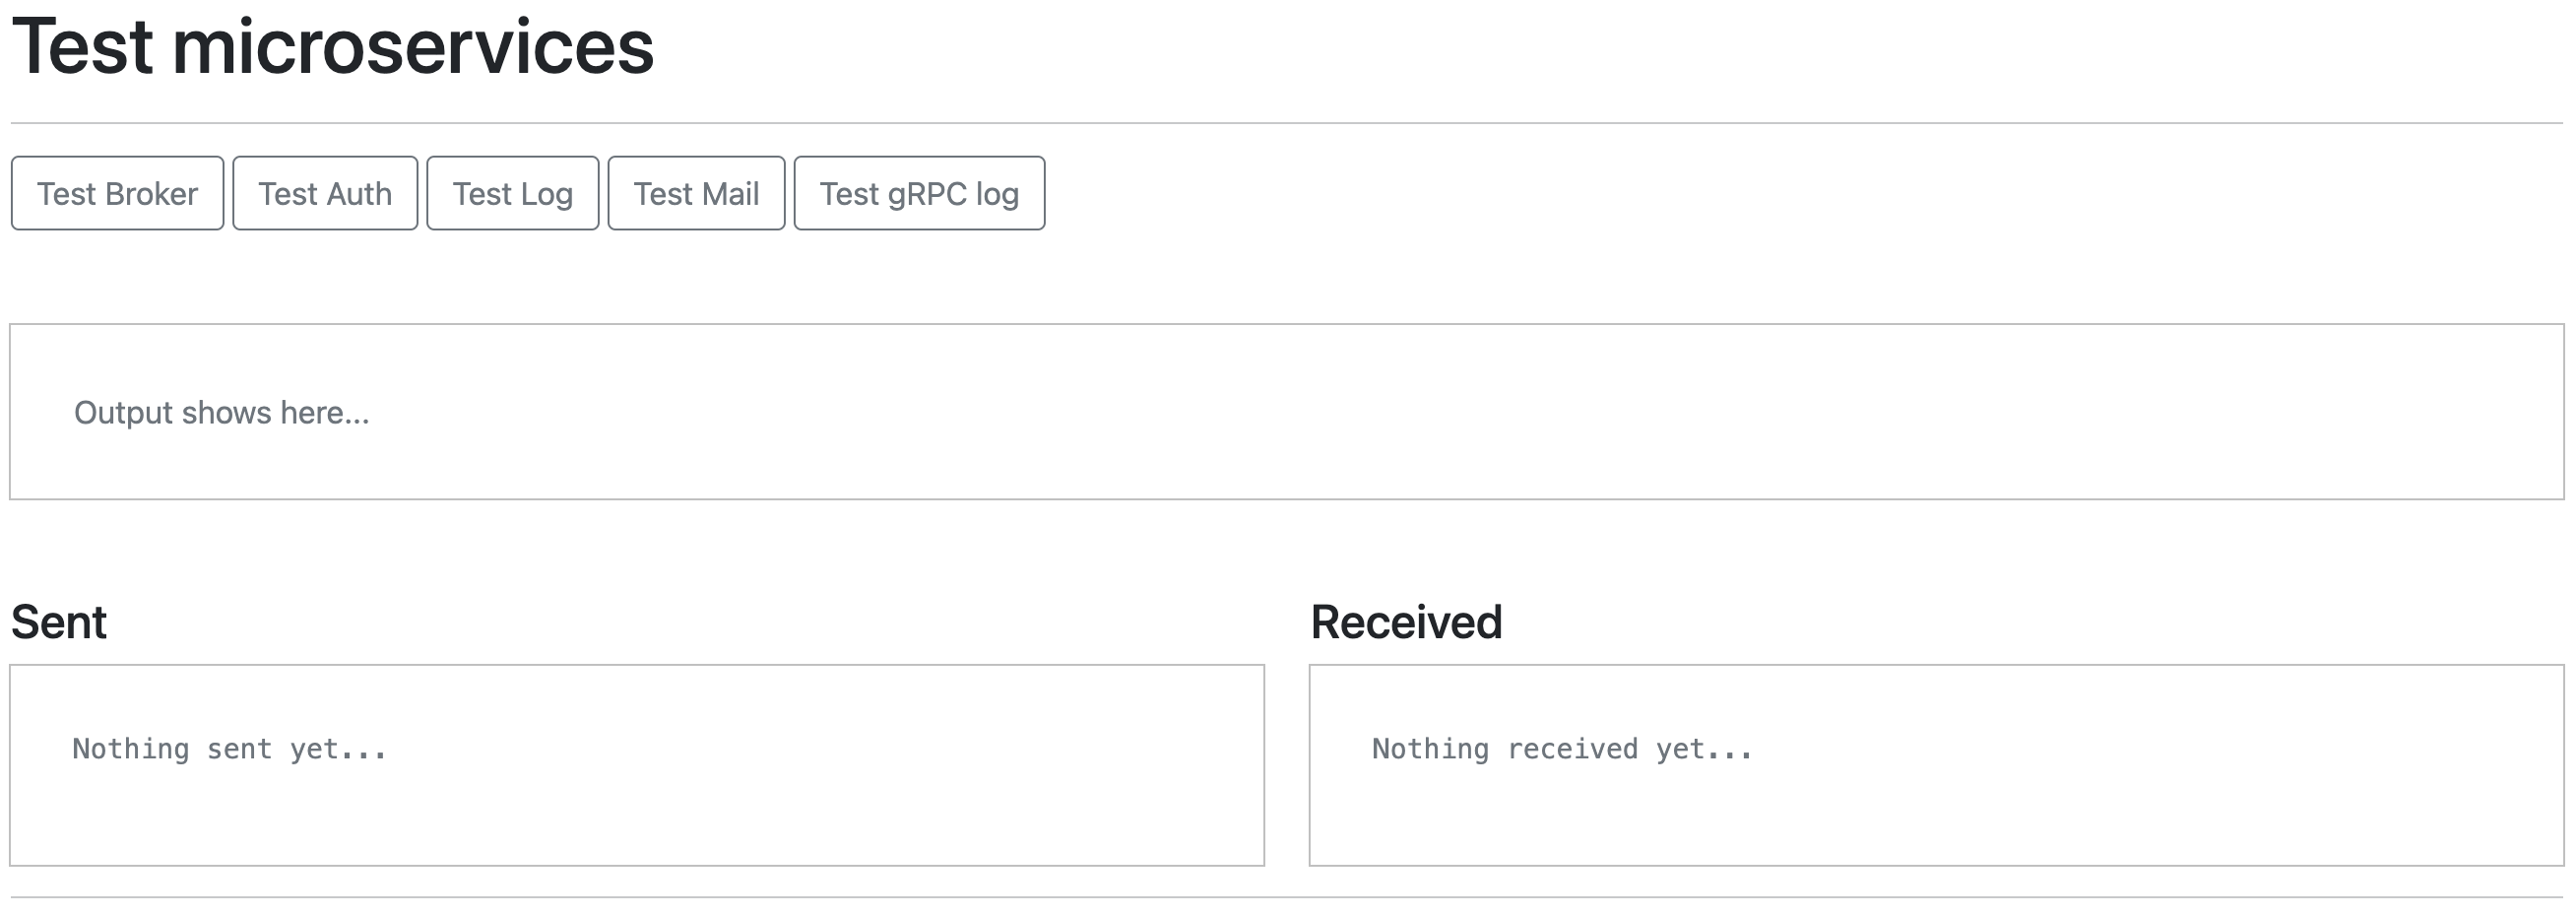 Test microservices
Test Broker Test Auth Test Log Test Mail Test gRPC log
Output shows here...
Sent
Nothing sent yet...
Received
Nothing received yet...